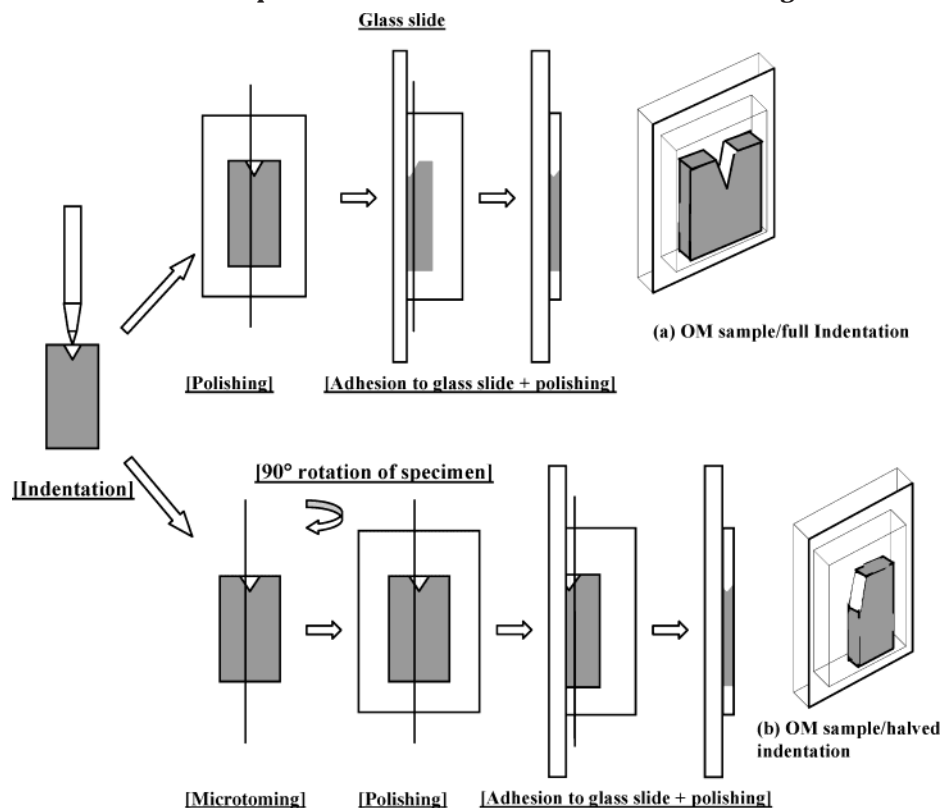 Glass slide
(a) OM sample/full Indentation
[Polishing]
[Adhesion to glass slide + polishing]
[Indentation]
[90° rotation of specimen]
(b) OM sample/halved
indentation
[Microtoming]
[Polishing]
[Adhesion to glass slide + polishing]